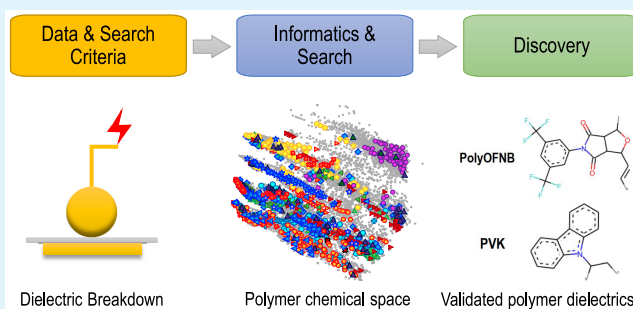 Data & Search
Criteria
Informatics &
Search
Discovery
PolyOFNB
F
F
F
F
F
F
O
N
O
O
PVK
N
Dielectric Breakdown
Polymer chemical space
Validated polymer dielectrics